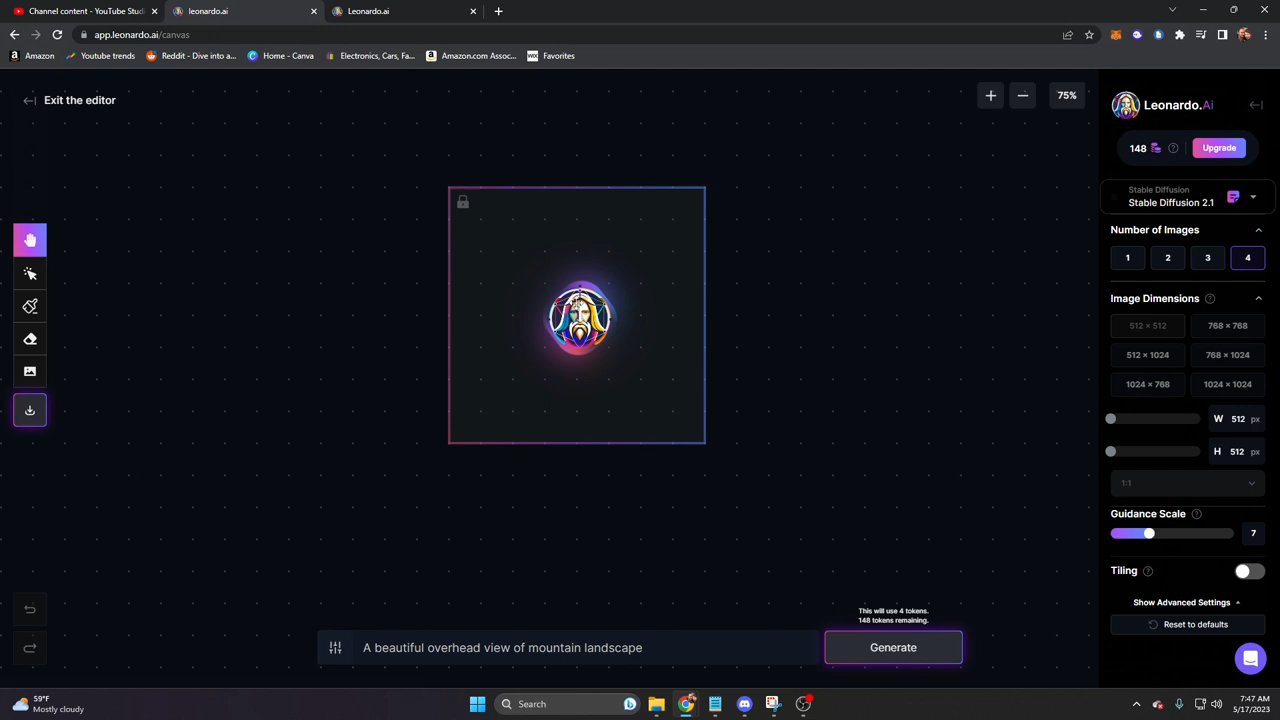 Channel content - YouTube Studi
leonardo.ai
Leonardo.ai
app.leonardo.ai/canvas
Amazon
Youtube trends
Reddit - Dive into a...
Home - Canva
Electronics, Cars, Fa...
Amazon.com Assoc...
WIX
Favorites
Exit the editor
75%
Leonardo.Ai
148
Upgrade
Stable Diffusion
Stable Diffusion 2.1
Number of Images
1 2 3 4
Image Dimensions
512 × 512 768 × 768
512 × 1024 768 × 1024
1024 × 768 1024 × 1024
W 512 px
H 512 px
1:1
Guidance Scale
7
Tiling
Show Advanced Settings
Reset to defaults
This will use 4 tokens.
148 tokens remaining.
A beautiful overhead view of mountain landscape
Generate
59°F
Mostly cloudy
Search
7:47 AM
5/17/2023